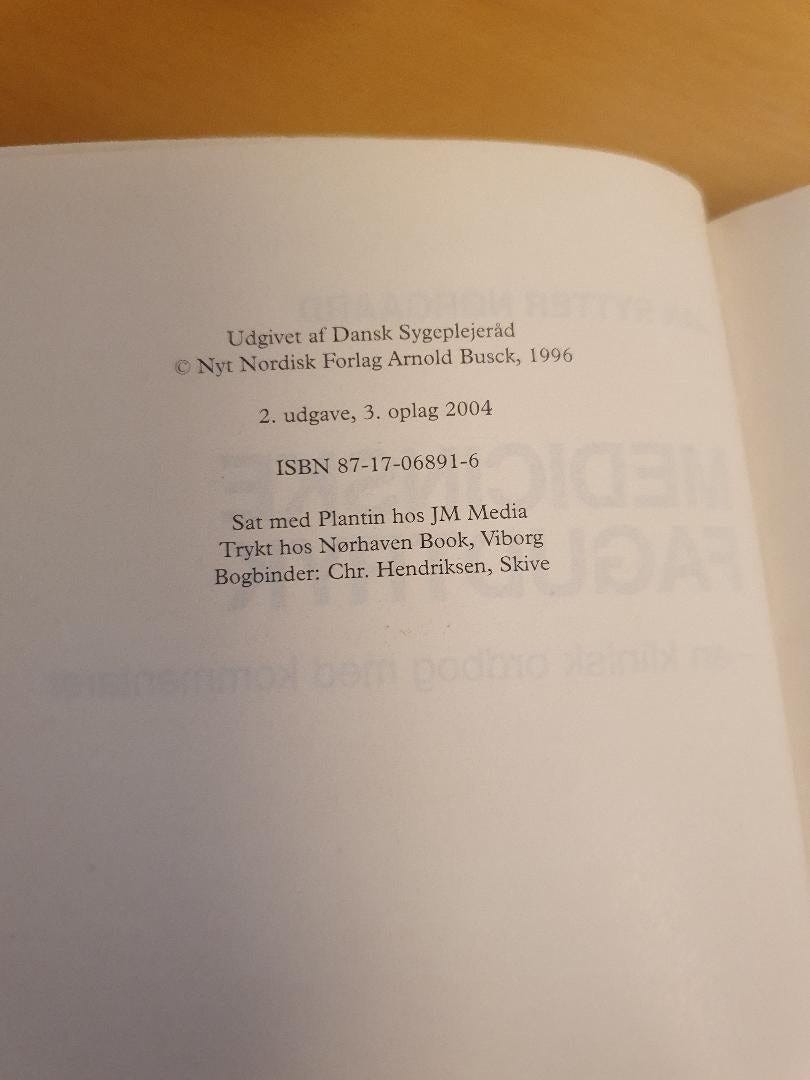 Udgivet af Dansk Sygeplejeråd
© Nyt Nordisk Forlag Arnold Busck, 1996
2. udgave, 3. oplag 2004
ISBN 87-17-06891-6
Sat med Plantin hos JM Media
Trykt hos Nørhaven Book, Viborg
Bogbinder: Chr. Hendriksen, Skive